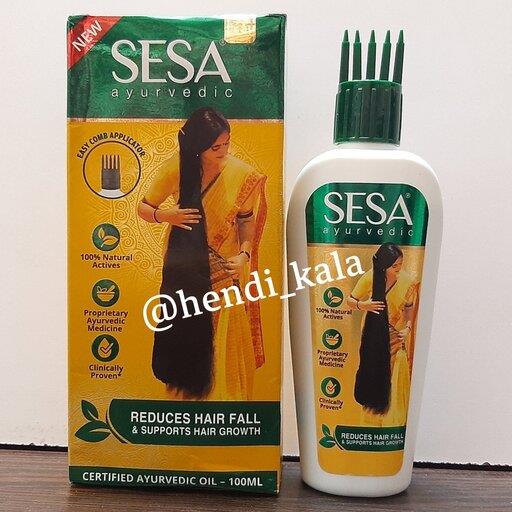 NEW
SESA®
ayurvedic
EASY COMB APPLICATOR
100% Natural
Actives
Proprietary
Ayurvedic
Medicine
Clinically
Proven*
REDUCES HAIR FALL
& SUPPORTS HAIR GROWTH
CERTIFIED AYURVEDIC OIL – 100ML
SESA®
ayurvedic
100% Natural
Actives
Proprietary
Ayurvedic
Medicine
Clinically
Proven*
REDUCES HAIR FALL
& SUPPORTS HAIR GROWTH
@hendi_kala